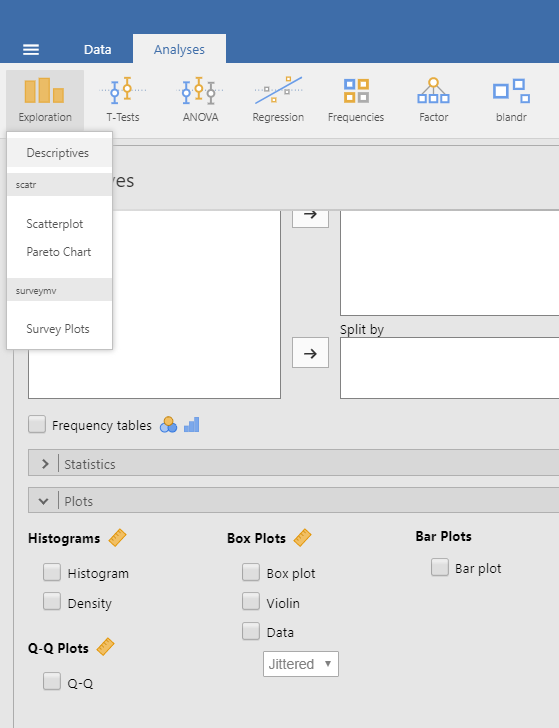 Data Analyses
Exploration T-Tests ANOVA Regression Frequencies Factor blandr
Descriptives
scatr
Scatterplot
Pareto Chart
surveymv
Survey Plots
ves
Split by
Frequency tables
Statistics
Plots
Histograms Box Plots Bar Plots
Histogram Box plot Bar plot
Density Violin
Data
Q-Q Plots
Jittered
Q-Q